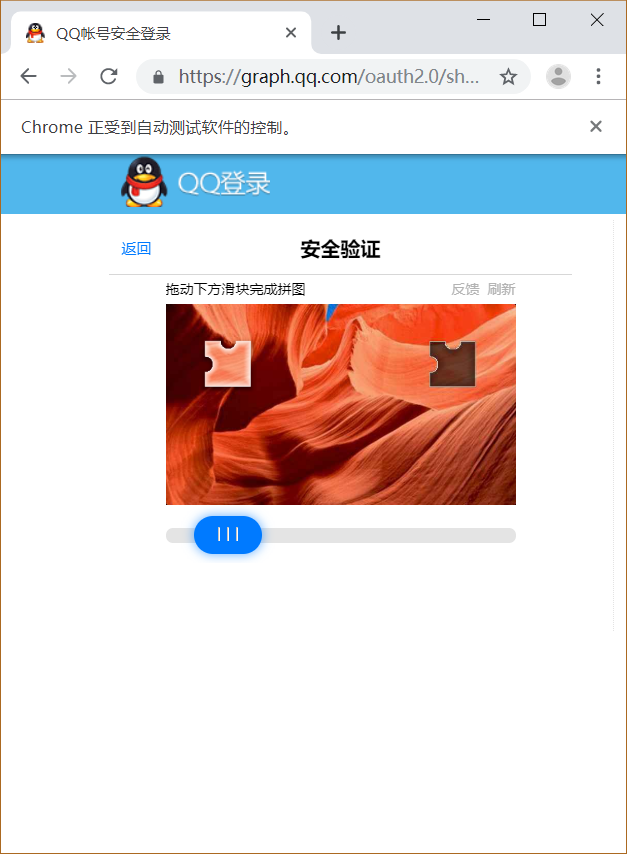 QQ帐号安全登录
https://graph.qq.com/oauth2.0/sh...
Chrome 正受到自动测试软件的控制。
QQ登录
返回
安全验证
拖动下方滑块完成拼图
反馈 刷新